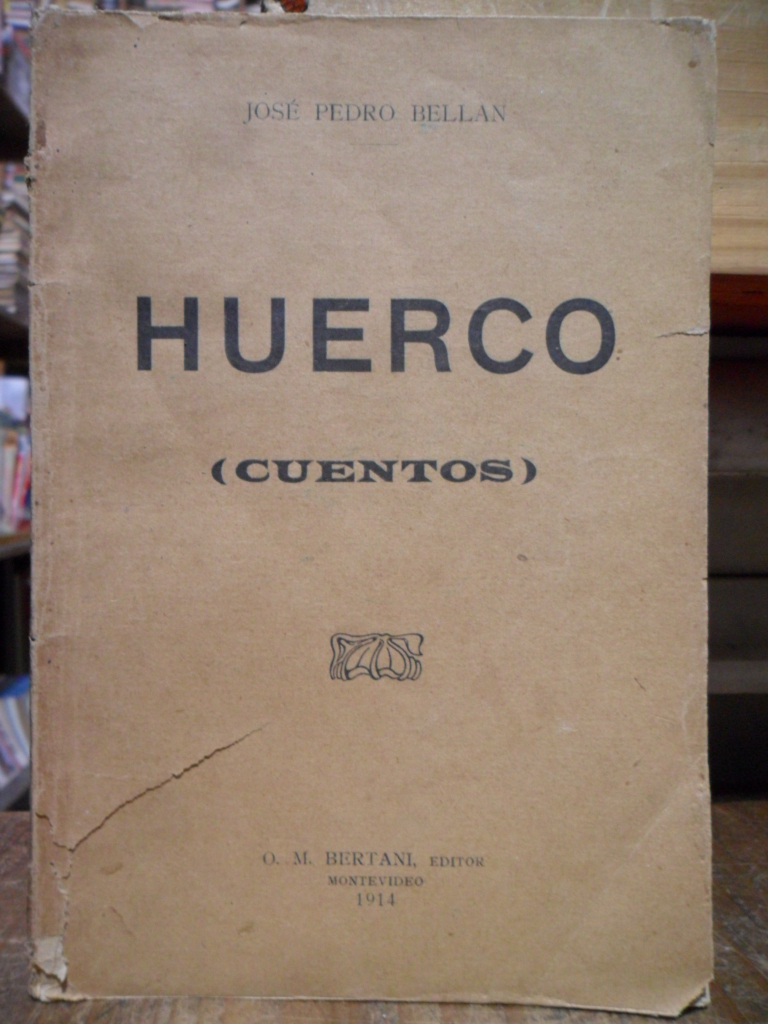 JOSÉ PEDRO BELLAN
HUERCO
(CUENTOS)
O. M. BERTANI, EDITOR
MONTEVIDEO
1914